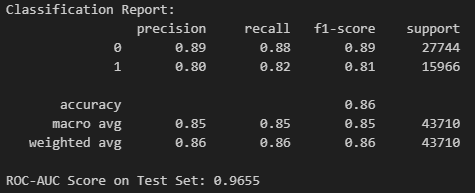 Classification Report:
precision recall f1-score support
0 0.89 0.88 0.89 27744
1 0.80 0.82 0.81 15966
accuracy 0.86
macro avg 0.85 0.85 0.85 43710
weighted avg 0.86 0.86 0.86 43710
ROC-AUC Score on Test Set: 0.9655